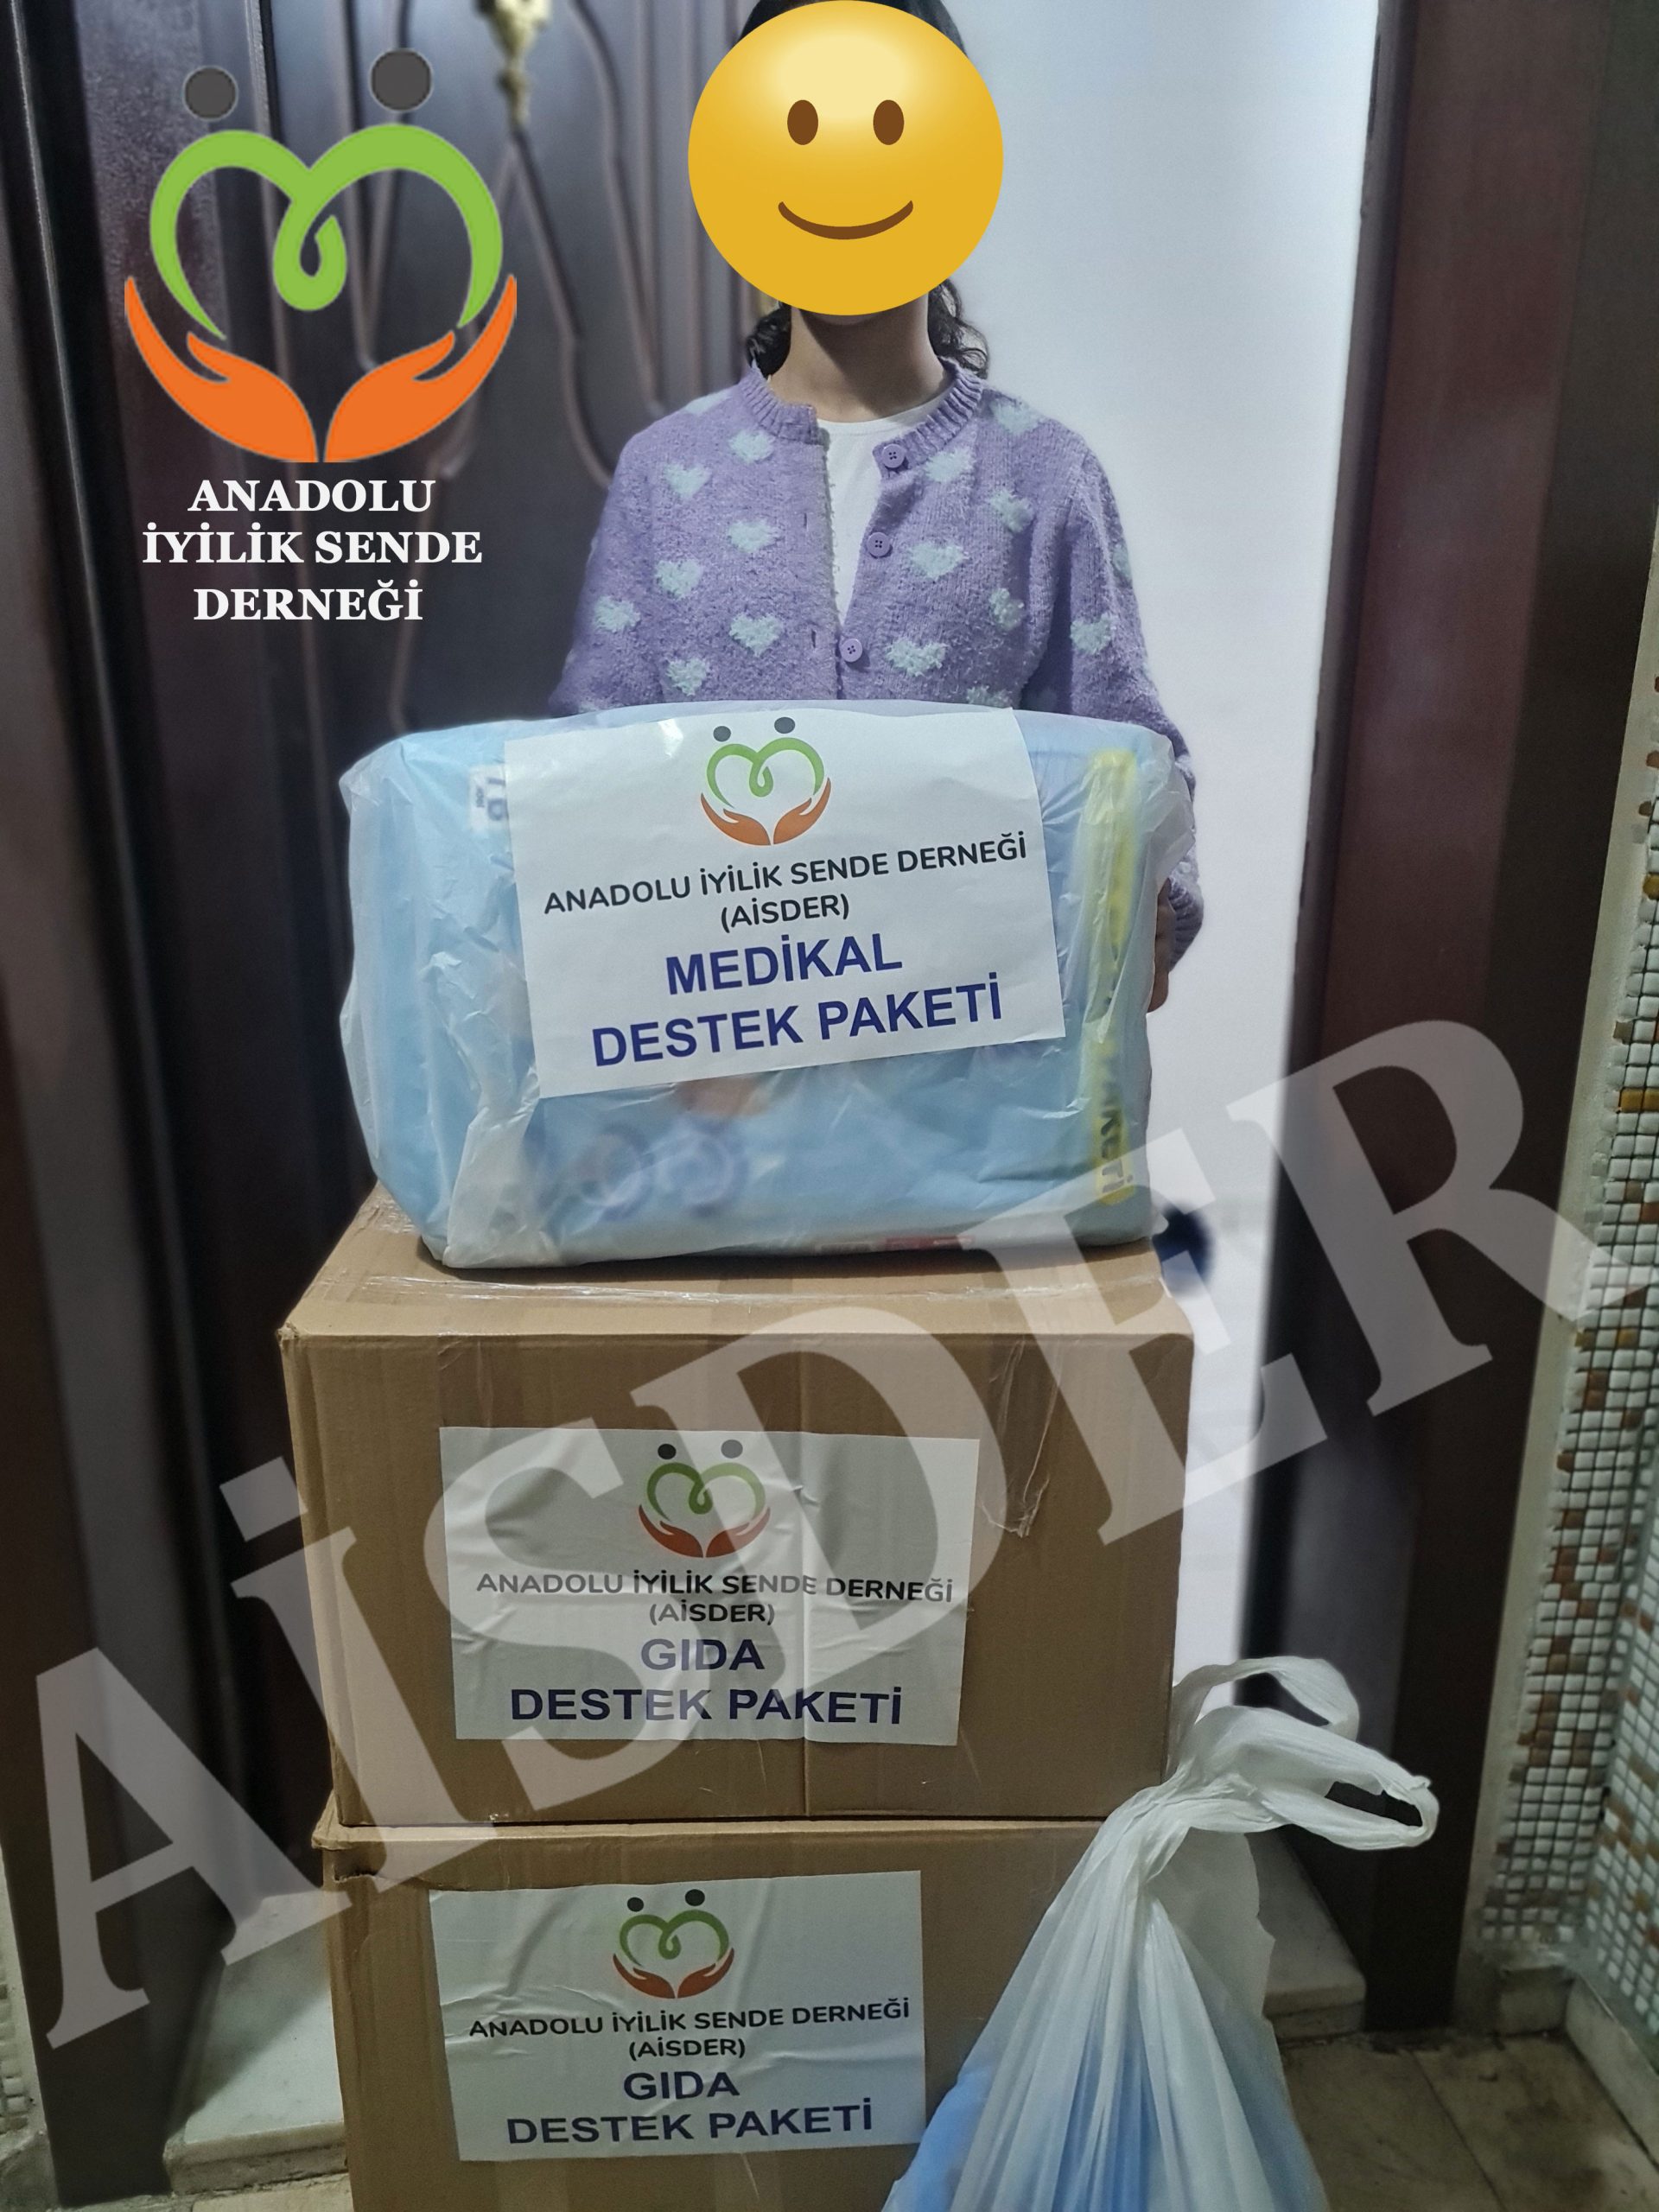 ANADOLU
İYİLİK SENDE
DERNEĞİ
ANADOLU İYİLİK SENDE DERNEĞİ
(AİSDER)
MEDİKAL
DESTEK PAKETİ
ANADOLU İYİLİK SENDE DERNEĞİ
(AİSDER)
GIDA
DESTEK PAKETİ
ANADOLU İYİLİK SENDE DERNEĞİ
(AİSDER)
GIDA
DESTEK PAKETİ
AİSDER